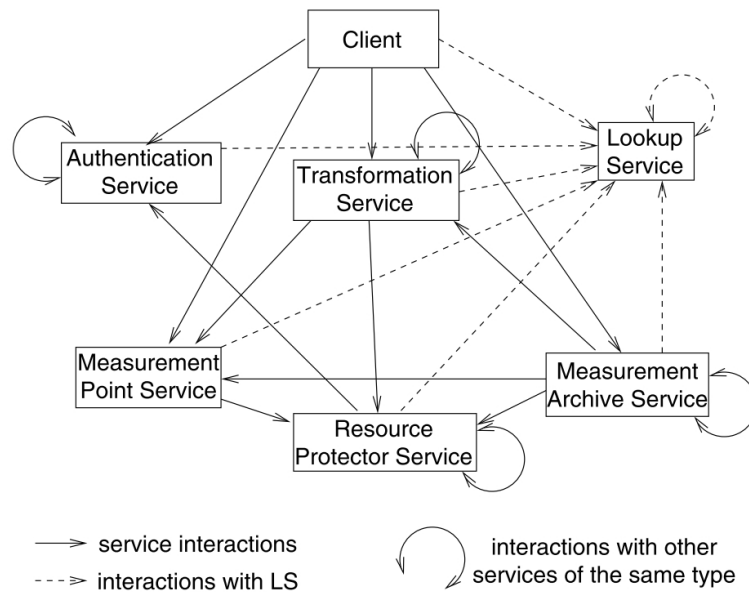 Client
Lookup
Service
Authentication
Service
Transformation
Service
Measurement
Point Service
Measurement
Archive Service
Resource
Protector Service
service interactions
interactions with LS
interactions with other
services of the same type